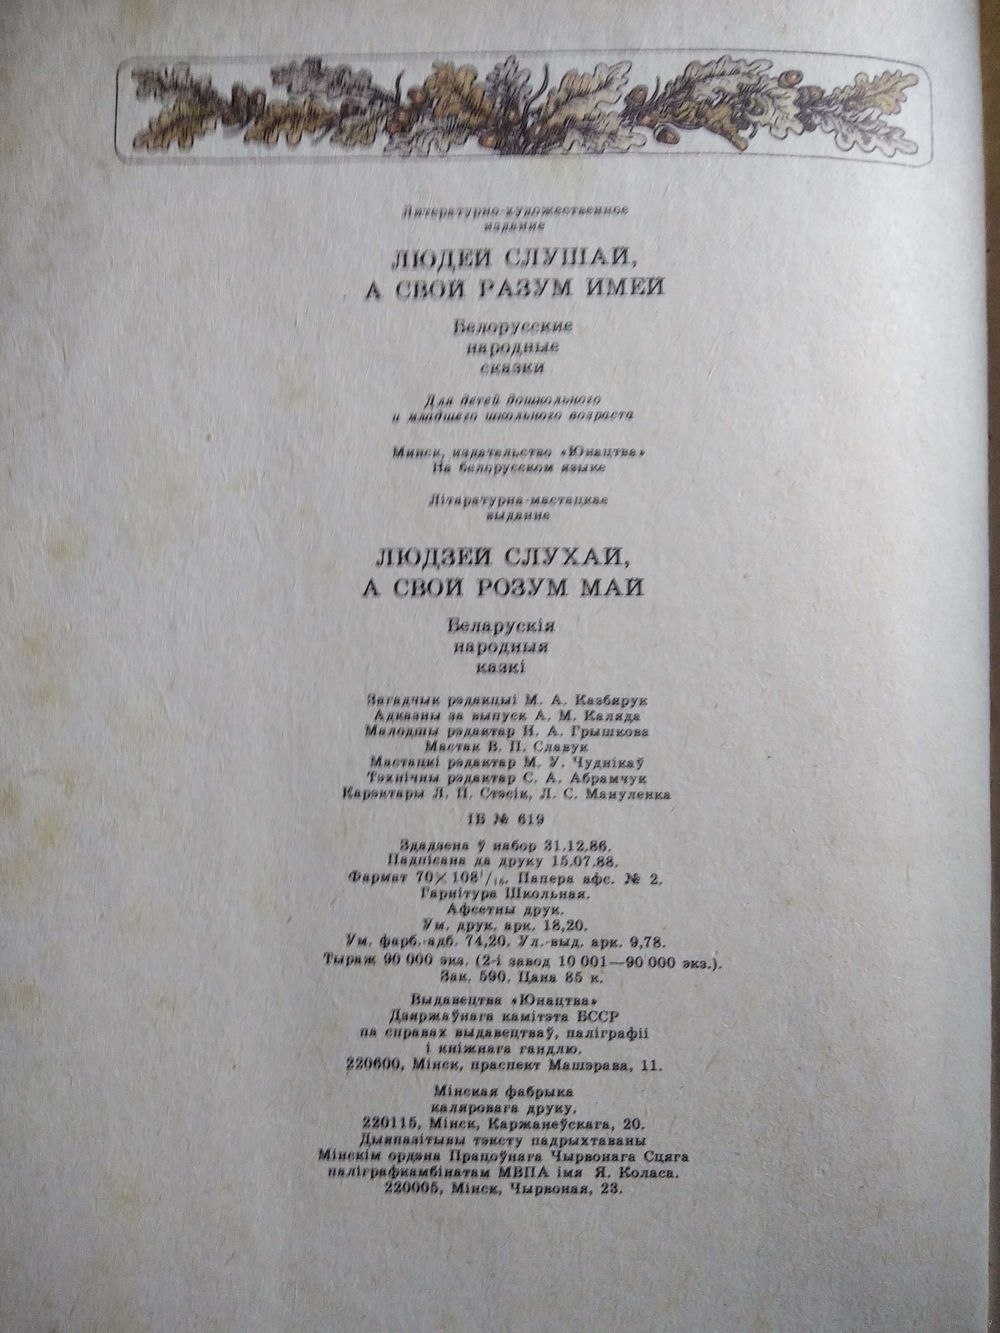 Литературно-художественное
издание
ЛЮДЕЙ СЛУШАЙ,
А СВОЙ РАЗУМ ИМЕЙ
Белорусские
народные
сказки
Для детей дошкольного
и младшего школьного возраста
Минск, издательство «Юнацтва»
На белорусском языке
Літаратурна-мастацкае
выданне
ЛЮДЗЕЙ СЛУХАЙ,
А СВОЙ РОЗУМ МАЙ
Беларускія
народныя
казкі
Загадчык рэдакцыі М. А. Казбярук
Адказны за выпуск А. М. Каляда
Малодшы рэдактар Н. А. Грышкова
Мастак В. П. Славук
Мастацкі рэдактар М. У. Чуднікаў
Тэхнічны рэдактар С. А. Абрамчук
Карэктары Л. П. Стасік, Л. С. Мануленка
ІБ № 619
Здадзена ў набор 31.12.86.
Падпісана да друку 15.07.88.
Фармат 70×108¹/₁₆. Папера афс. № 2.
Гарнітура Школьная.
Афсетны друк.
Ум. друк. арк. 18,20.
Ум. фарб.-адб. 74,20. Ул.-выд. арк. 9,78.
Тыраж 90 000 экз. (2-і завод 10 001—90 000 экз.).
Зак. 590. Цана 85 к.
Выдавецтва «Юнацтва»
Дзяржаўнага камітэта БССР
па справах выдавецтваў, паліграфіі
і кніжнага гандлю.
220600, Мінск, праспект Машэрава, 11.
Мінская фабрыка
каляровага друку.
220115, Мінск, Каржанеўскага, 20.
Дыяпазітывы тэксту падрыхтаваны
Мінскім ордэна Працоўнага Чырвонага Сцяга
паліграфкамбінатам МВПА імя Я. Коласа.
220005, Мінск, Чырвоная, 23.